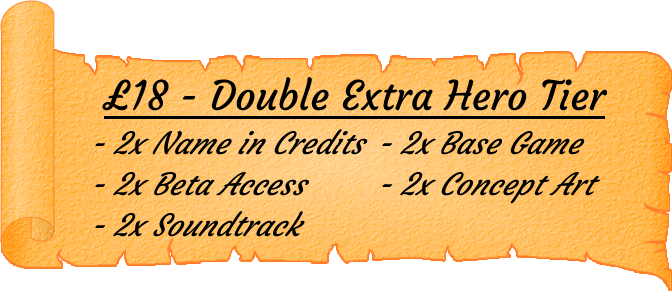 £18 - Double Extra Hero Tier
- 2x Name in Credits - 2x Base Game
- 2x Beta Access - 2x Concept Art
- 2x Soundtrack